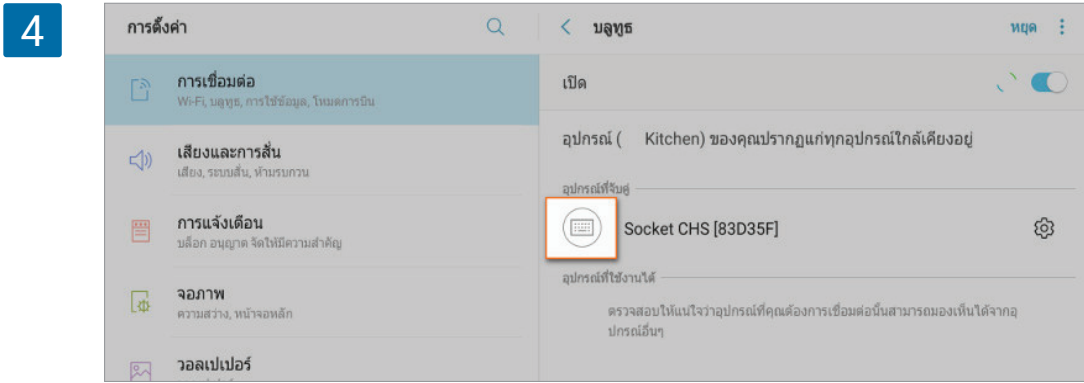 4
การตั้งค่า
การเชื่อมต่อ
Wi-Fi, บลูทูธ, การใช้ข้อมูล, โหมดการบิน
เสียงและการสั่น
เสียง, ระบบสั่น, ห้ามรบกวน
การแจ้งเตือน
บล็อก อนุญาต จัดให้มีความสำคัญ
จอภาพ
ความสว่าง, หน้าจอหลัก
วอลเปเปอร์
บลูทูธ
หยุด
เปิด
อุปกรณ์ ( Kitchen) ของคุณปรากฏแก่ทุกอุปกรณ์ใกล้เคียงอยู่
อุปกรณ์ที่จับคู่
Socket CHS [83D35F]
อุปกรณ์ที่ใช้งานได้
ตรวจสอบให้แน่ใจว่าอุปกรณ์ที่คุณต้องการเชื่อมต่อนั้นสามารถมองเห็นได้จากอุ
ปกรณ์อื่นๆ